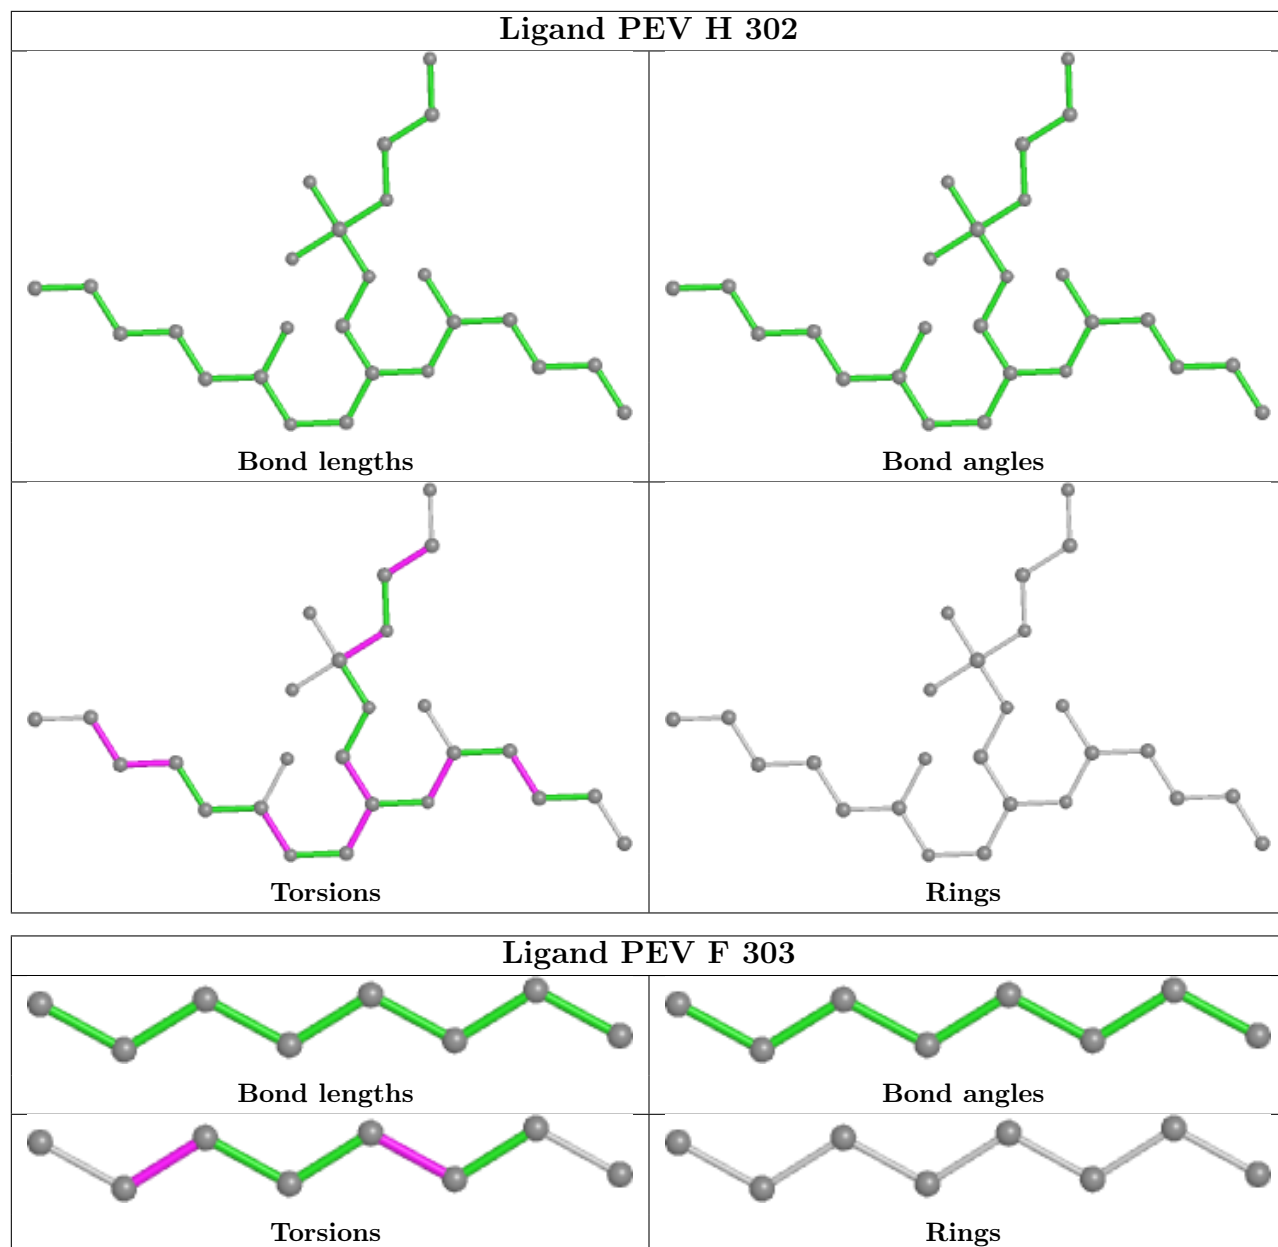 Ligand PEV H 302
Bond lengths
Bond angles
Torsions
Rings
Ligand PEV F 303
Bond lengths
Bond angles
Torsions
Rings